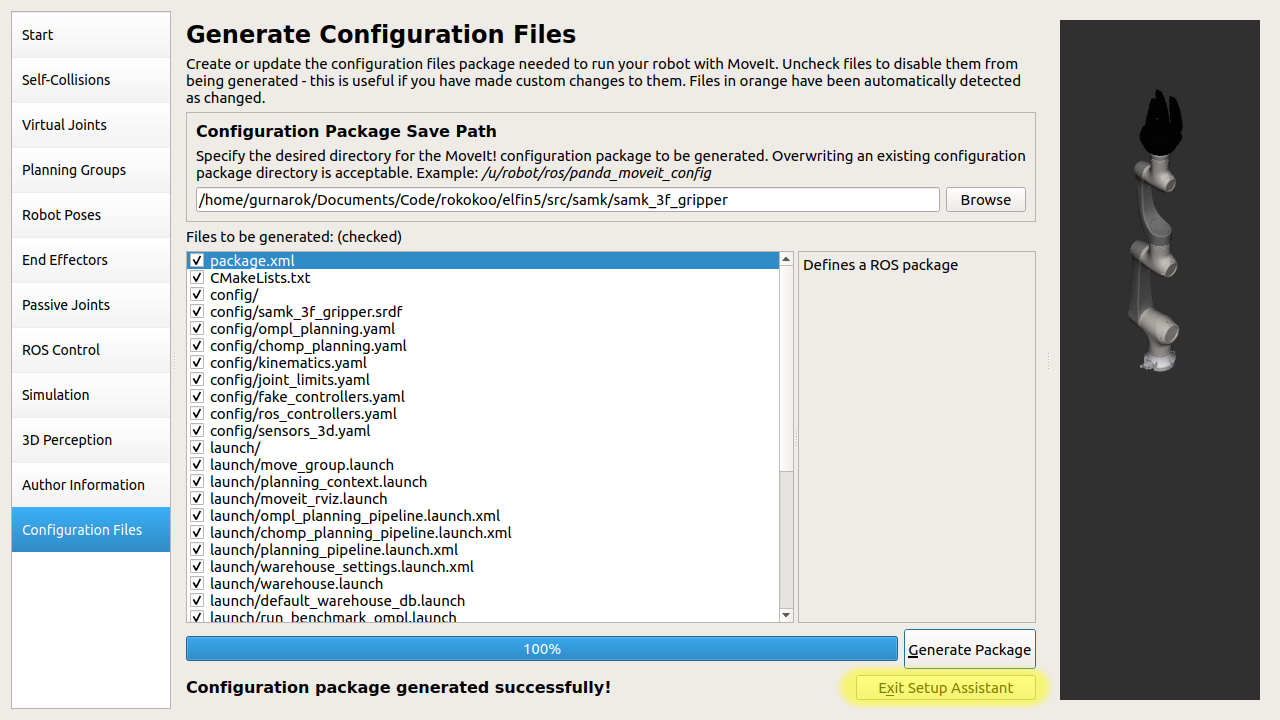 Start
Self-Collisions
Virtual Joints
Planning Groups
Robot Poses
End Effectors
Passive Joints
ROS Control
Simulation
3D Perception
Author Information
Configuration Files
Generate Configuration Files
Create or update the configuration files package needed to run your robot with MoveIt. Uncheck files to disable them from
being generated - this is useful if you have made custom changes to them. Files in orange have been automatically detected
as changed.
Configuration Package Save Path
Specify the desired directory for the MoveIt! configuration package to be generated. Overwriting an existing configuration
package directory is acceptable. Example: /u/robot/ros/panda_moveit_config
/home/gurnarok/Documents/Code/rokokoo/elfin5/src/samk/samk_3f_gripper
Browse
Files to be generated: (checked)
package.xml
CMakeLists.txt
config/
config/samk_3f_gripper.srdf
config/ompl_planning.yaml
config/chomp_planning.yaml
config/kinematics.yaml
config/joint_limits.yaml
config/fake_controllers.yaml
config/ros_controllers.yaml
config/sensors_3d.yaml
launch/
launch/move_group.launch
launch/planning_context.launch
launch/moveit_rviz.launch
launch/ompl_planning_pipeline.launch.xml
launch/chomp_planning_pipeline.launch.xml
launch/planning_pipeline.launch.xml
launch/warehouse_settings.launch.xml
launch/warehouse.launch
launch/default_warehouse_db.launch
launch/run_benchmark_ompl.launch
Defines a ROS package
100%
Generate Package
Configuration package generated successfully!
Exit Setup Assistant